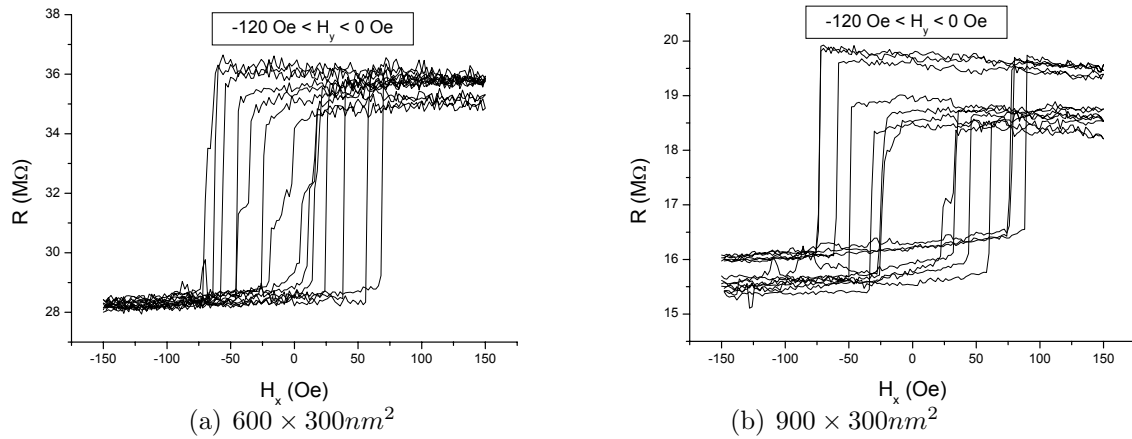 -120 Oe < H_y < 0 Oe
38
36
34
32
30
28
R (MΩ)
-150 -100 -50 0 50 100 150
H_x (Oe)
(a) 600 × 300nm²
-120 Oe < H_y < 0 Oe
20
19
18
17
16
15
R (MΩ)
-150 -100 -50 0 50 100 150
H_x (Oe)
(b) 900 × 300nm²